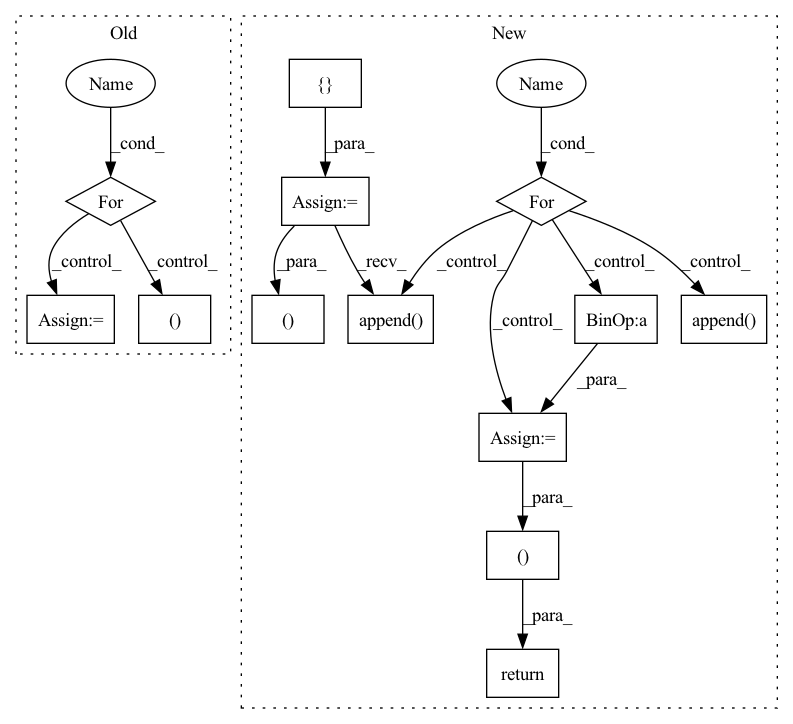 Old
New
Name
{}
Name
_cond_
_para_
_cond_
For
Assign:=
For
_control_
_control_
_para_
_recv_
_control_
_control_
_control_
_control_
Assign:=
()
()
append()
BinOp:a
append()
_para_
Assign:=
_para_
()
_para_
return